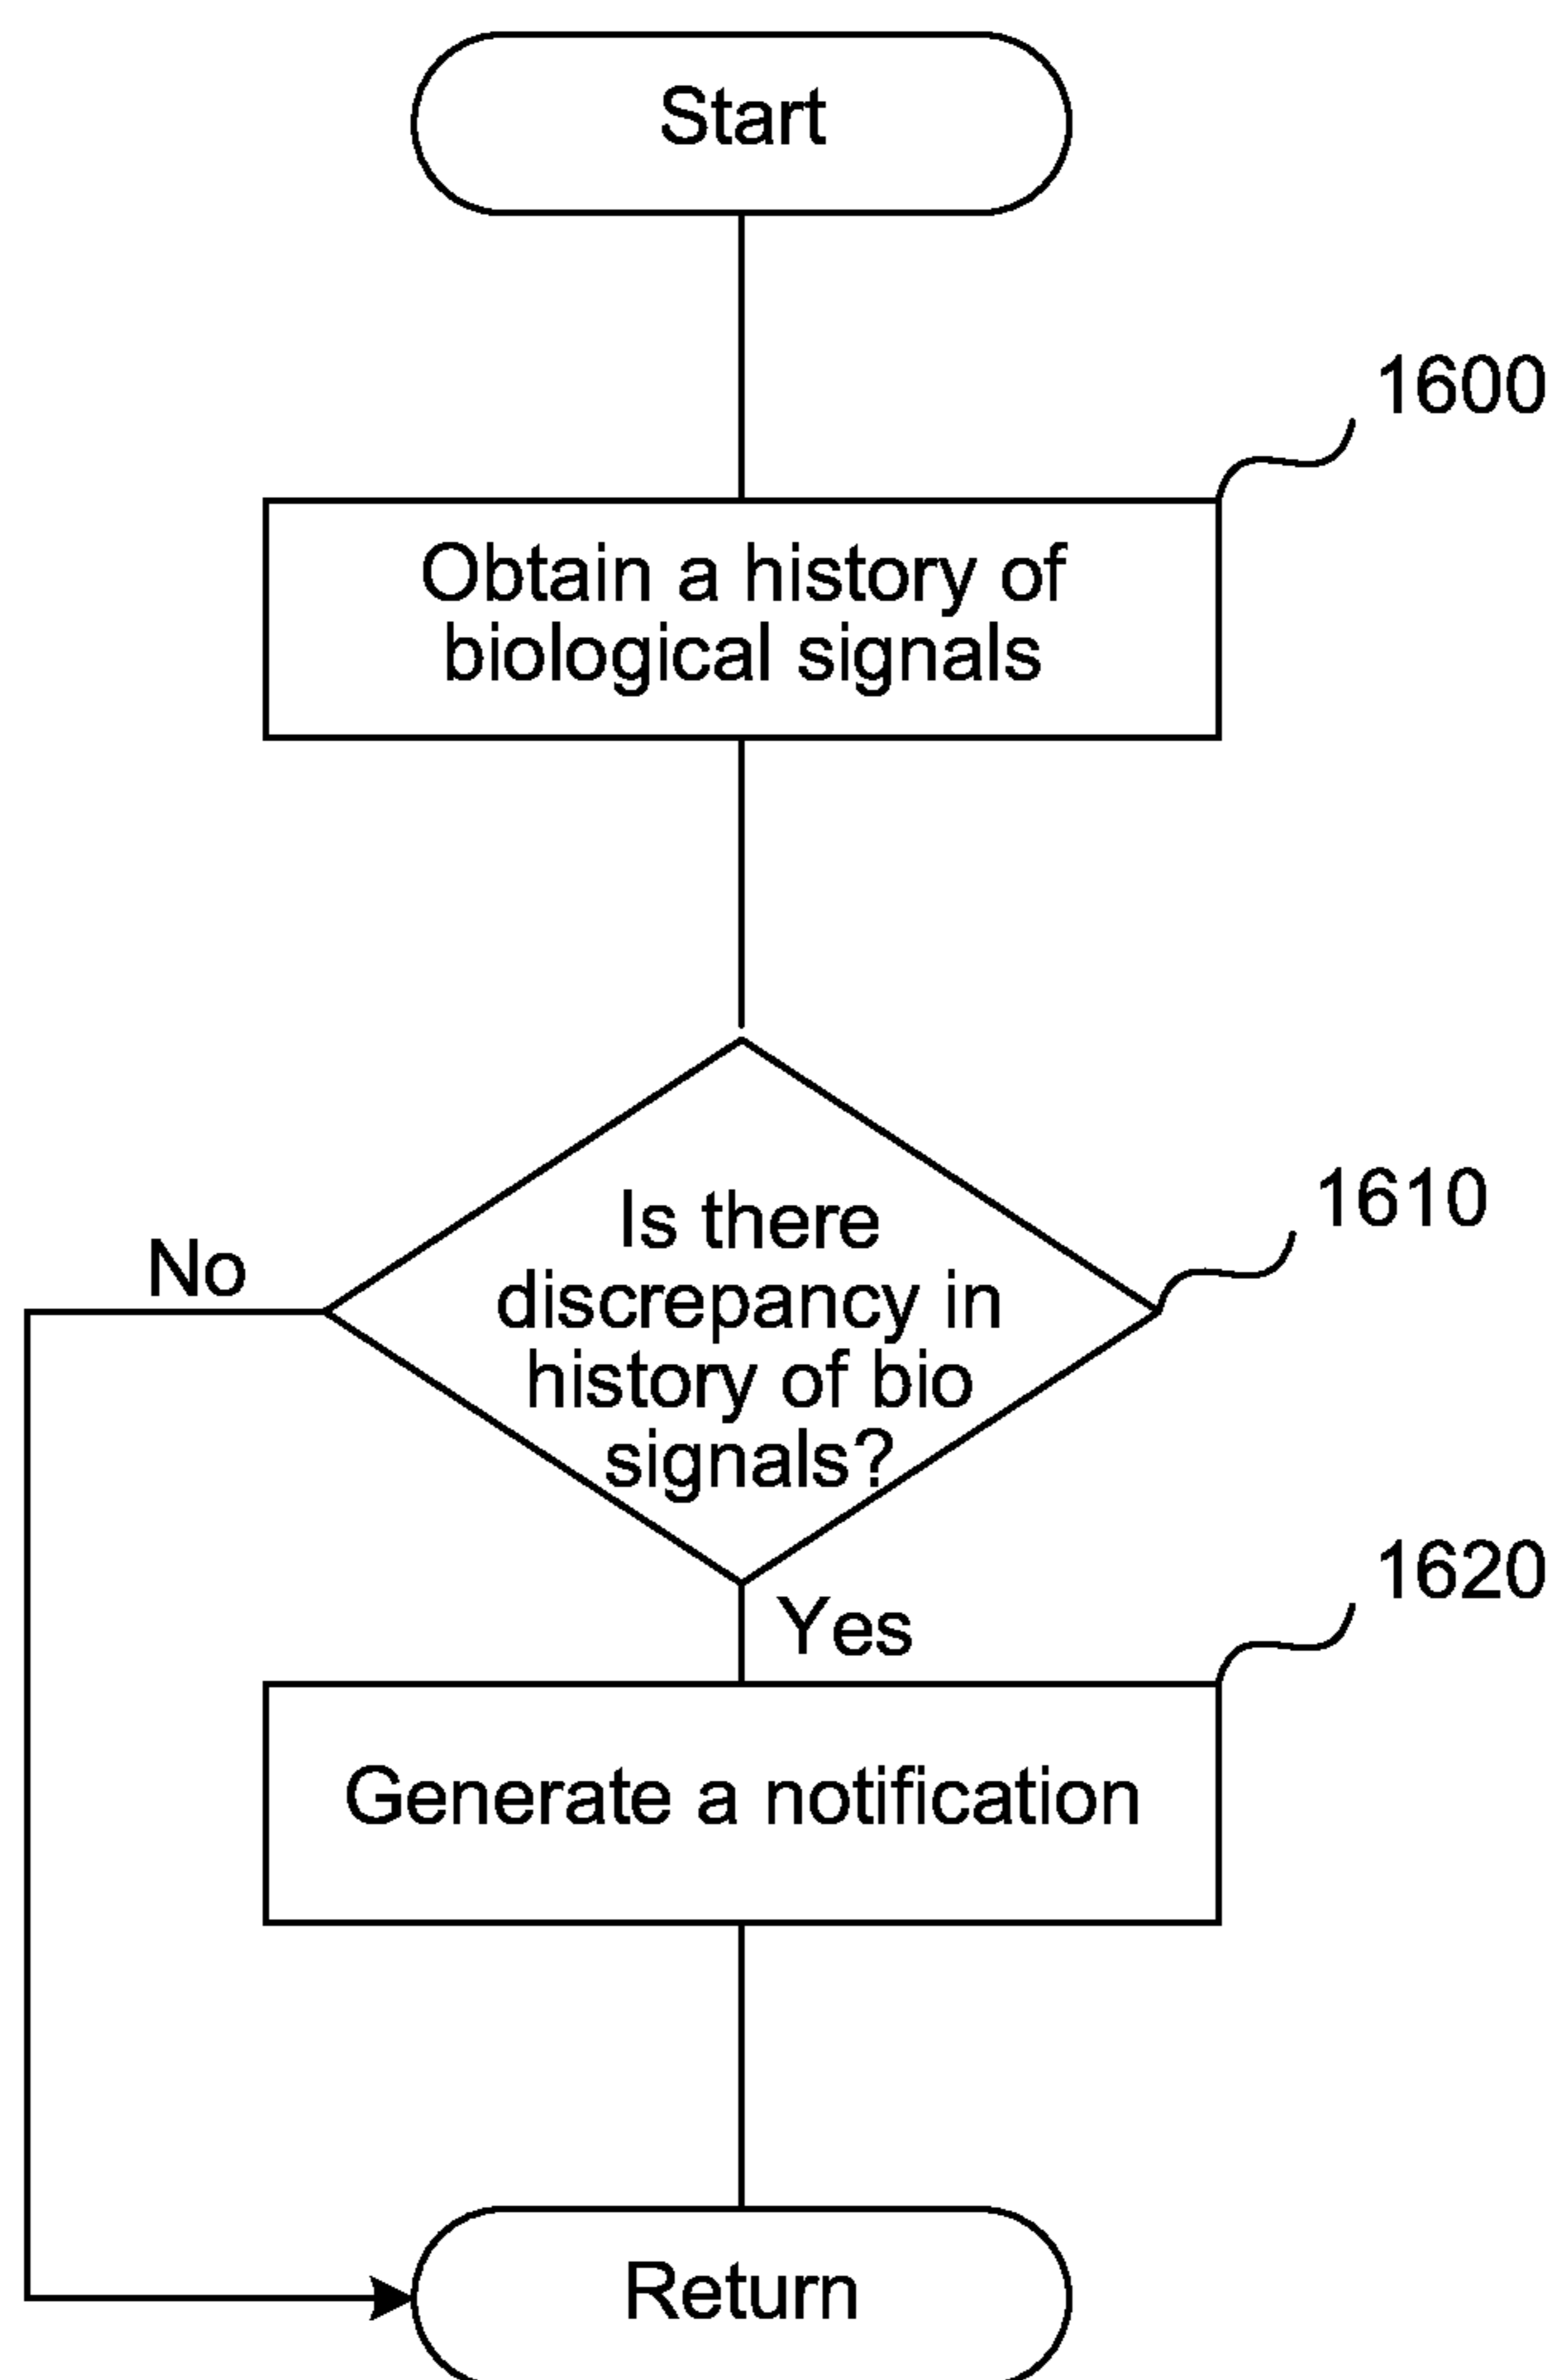 Start
1600
Obtain a history of
biological signals
1610
Is there
discrepancy in
history of bio
signals?
No
Yes
1620
Generate a notification
Return